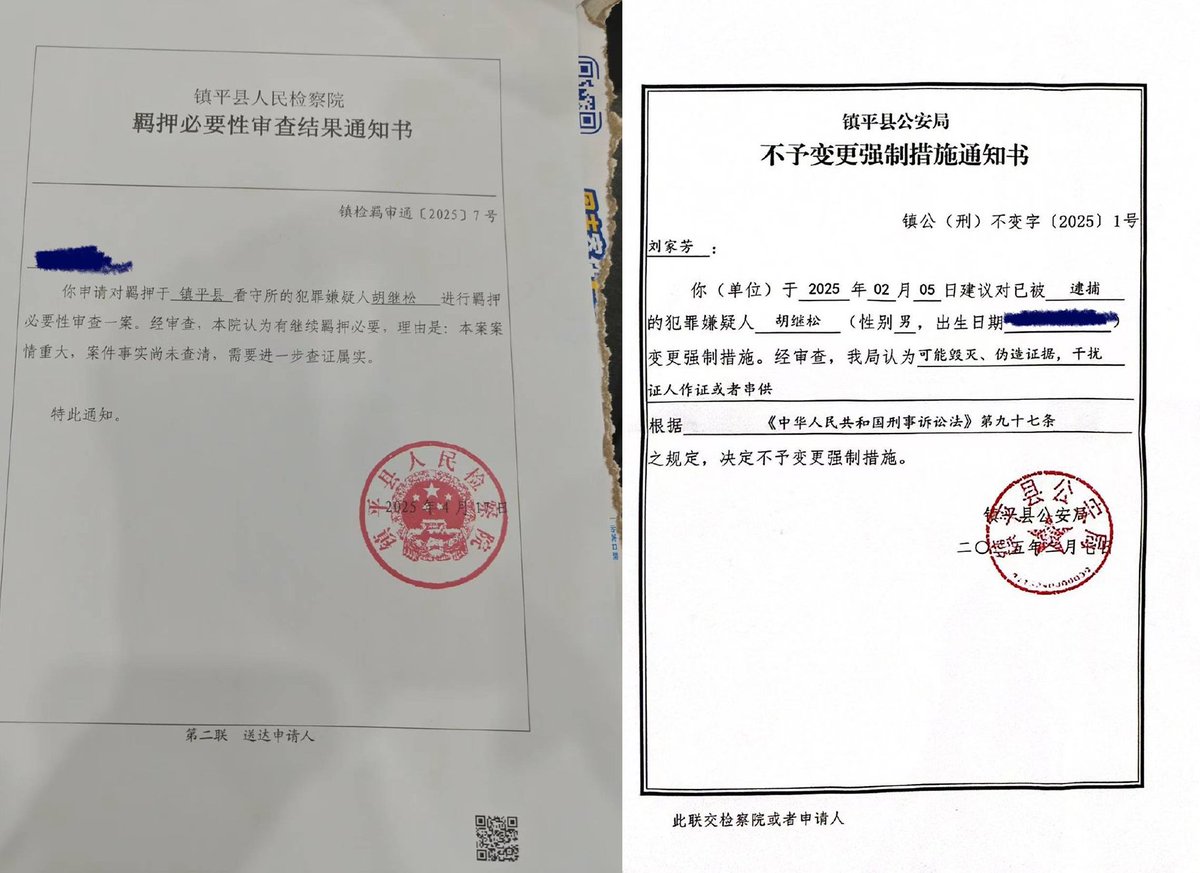 镇平县人民检察院
羁押必要性审查结果通知书
镇检羁审通〔2025〕7号
你申请对羁押于 镇平县 看守所的犯罪嫌疑人胡继松 进行羁押
必要性审查一案。经审查，本院认为有继续羁押必要，理由是：本案案
情重大，案件事实尚未查清，需要进一步查证属实。
特此通知。
镇平县人民检察院
2025年4月17日
第二联 送达申请人
镇平县公安局
不予变更强制措施通知书
镇公（刑）不变字〔2025〕1号
刘家芳：
你（单位）于 2025 年 02 月 05 日建议对已被 逮捕
的犯罪嫌疑人 胡继松 （性别 男，出生日期 ）
变更强制措施。经审查，我局认为可能毁灭、伪造证据，干扰
证人作证或者串供
根据 《中华人民共和国刑事诉讼法》第九十七条
之规定，决定不予变更强制措施。
镇平县公安局
镇平县公安局
二〇二五年二月七日
此联交检察院或者申请人